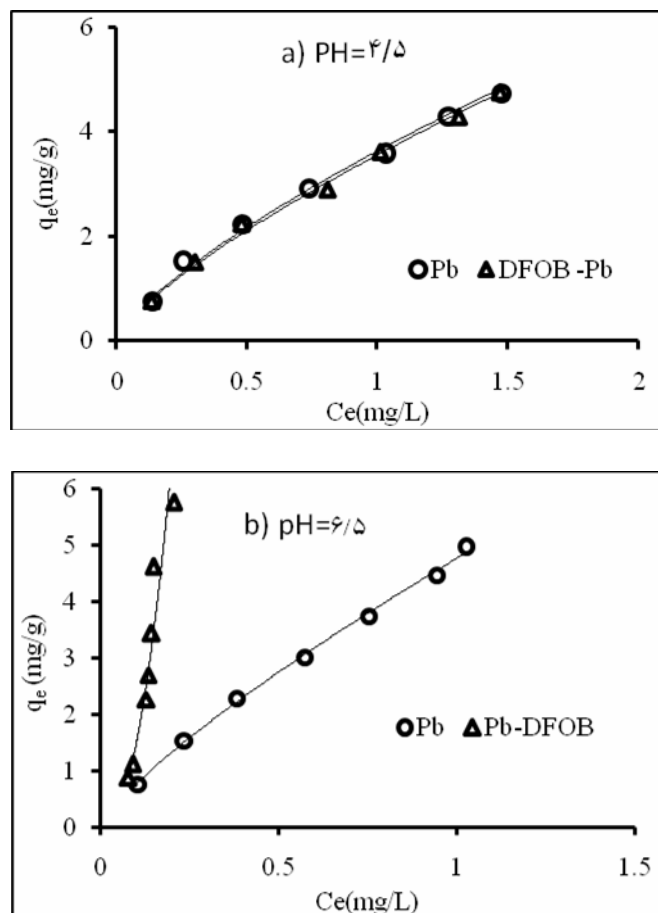 a) PH=۴/۵
6
4
2
0
q_e(mg/g)
Pb DFOB -Pb
0 0.5 1 1.5 2
Ce(mg/L)
b) pH=۶/۵
6
5
4
3
2
1
0
q_e (mg/g)
Pb Pb-DFOB
0 0.5 1 1.5
Ce(mg/L)